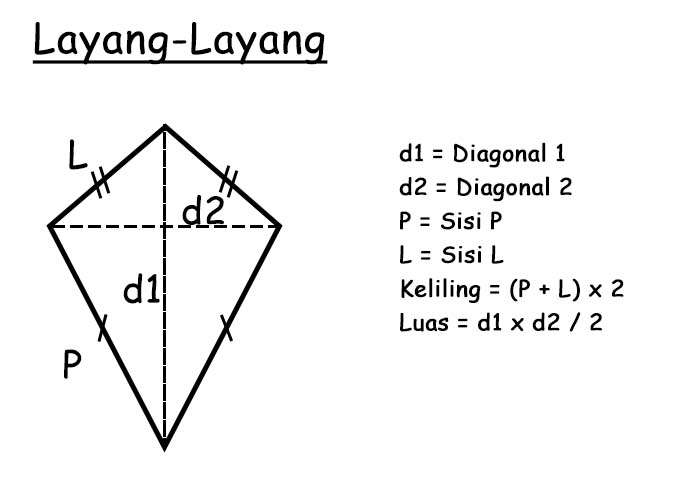 Layang-Layang
L
d2
d1
P
d1 = Diagonal 1
d2 = Diagonal 2
P = Sisi P
L = Sisi L
Keliling = (P + L) x 2
Luas = d1 x d2 / 2